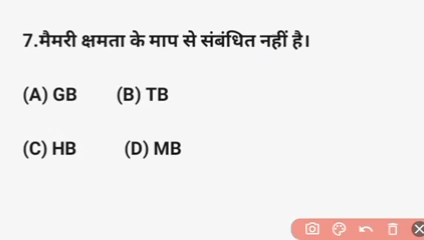 7.मैमरी क्षमता के माप से संबंधित नहीं है।
(A) GB (B) TB
(C) HB (D) MB